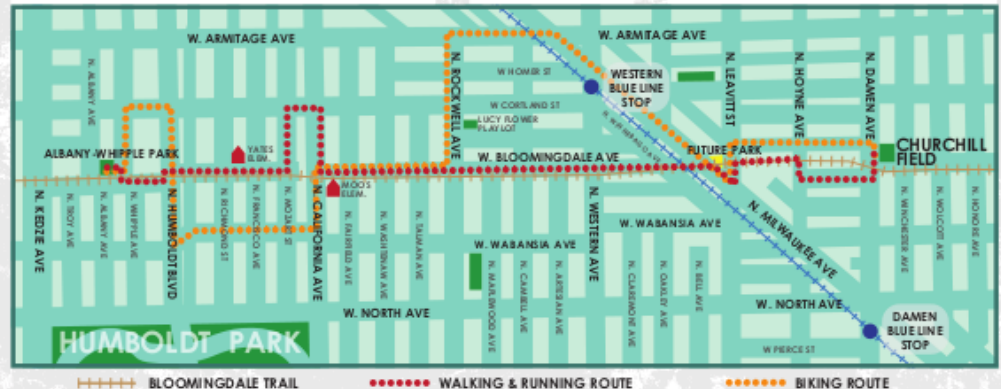 W. ARMITAGE AVE
W. ARMITAGE AVE
N. ALBANY AVE
N. ROCKWELL AVE
W HOMER ST
WESTERN
BLUE LINE
STOP
N. LEAVITT ST
N. HOYNE AVE
N. DAMEN AVE
W CORTLAND ST
LUCY FLOWER
PLAYLOT
ALBANY-WHIPPLE PARK
YATES
ELEM.
W. BLOOMINGDALE AVE
FUTURE PARK
CHURCHILL
FIELD
MOOS
ELEM.
N. KEDZIE AVE
N. TROY AVE
N. ALBANY AVE
N. WHIPPLE AVE
N. HUMBOLDT BLVD
N. RICHMOND ST
N. FRANCISCO AVE
N. MOZART ST
N. CALIFORNIA AVE
N. FAIRFIELD AVE
N. WASHTENAW AVE
N. TALMAN AVE
W. WABANSIA AVE
N. MAPLEWOOD AVE
N. CAMBELL AVE
N. ARTESIAN AVE
N. WESTERN AVE
W. WABANSIA AVE
N. CLAREMONT AVE
N. OAKLEY AVE
N. BELL AVE
N. MILWAUKEE AVE
N. WINCHESTER AVE
N. WOLCOTT AVE
N. HONORE AVE
W. NORTH AVE
W. NORTH AVE
DAMEN
BLUE LINE
STOP
W PIERCE ST
HUMBOLDT PARK
BLOOMINGDALE TRAIL
WALKING & RUNNING ROUTE
BIKING ROUTE